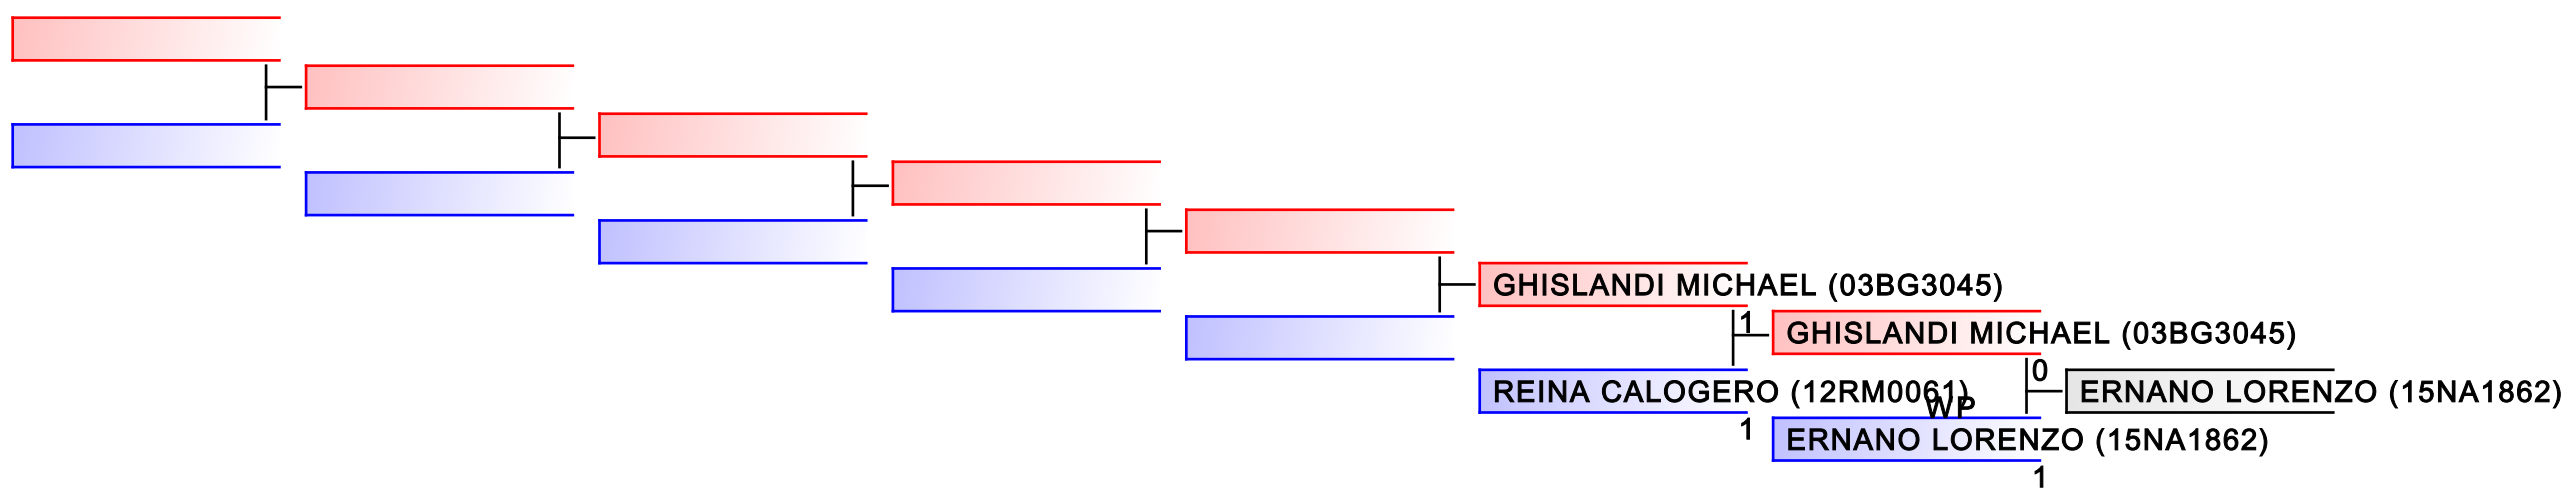 GHISLANDI MICHAEL (03BG3045)
1
GHISLANDI MICHAEL (03BG3045)
0
REINA CALOGERO (12RM0061)
ERNANO LORENZO (15NA1862)
WP
1
ERNANO LORENZO (15NA1862)
1